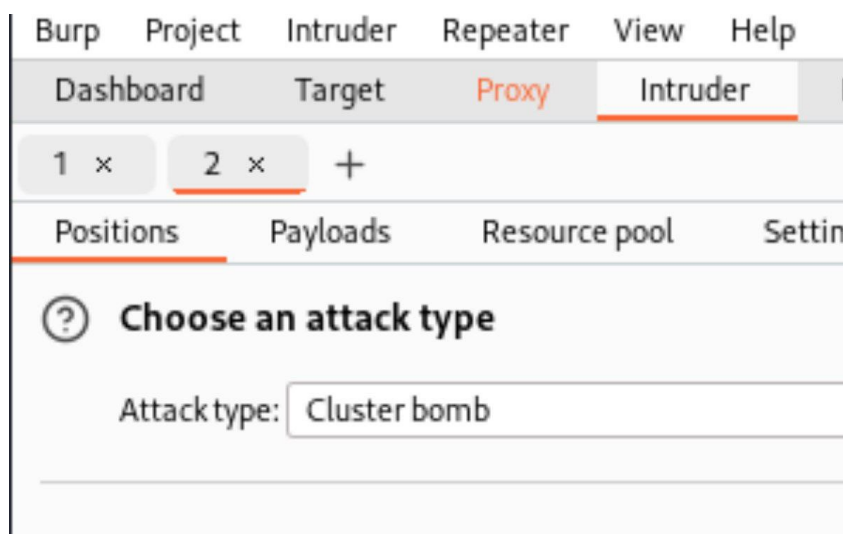 Burp Project Intruder Repeater View Help
Dashboard Target Proxy Intruder
1 × 2 × +
Positions Payloads Resource pool
? Choose an attack type
Attack type: Cluster bomb